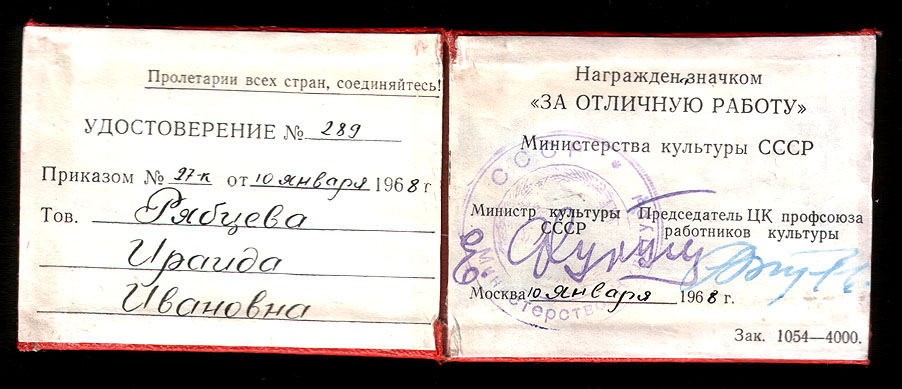 Пролетарии всех стран, соединяйтесь!
УДОСТОВЕРЕНИЕ № 289
Приказом № 27-к от 10 января 1968 г
Тов. Рябцева
Ираида
Ивановна
Награжден, значком
«ЗА ОТЛИЧНУЮ РАБОТУ»
Министерства культуры СССР
Министр культуры
СССР
Председатель ЦК профсоюза
работников культуры
Москва 10 января 1968 г.
Зак. 1054—4000.
СССР *